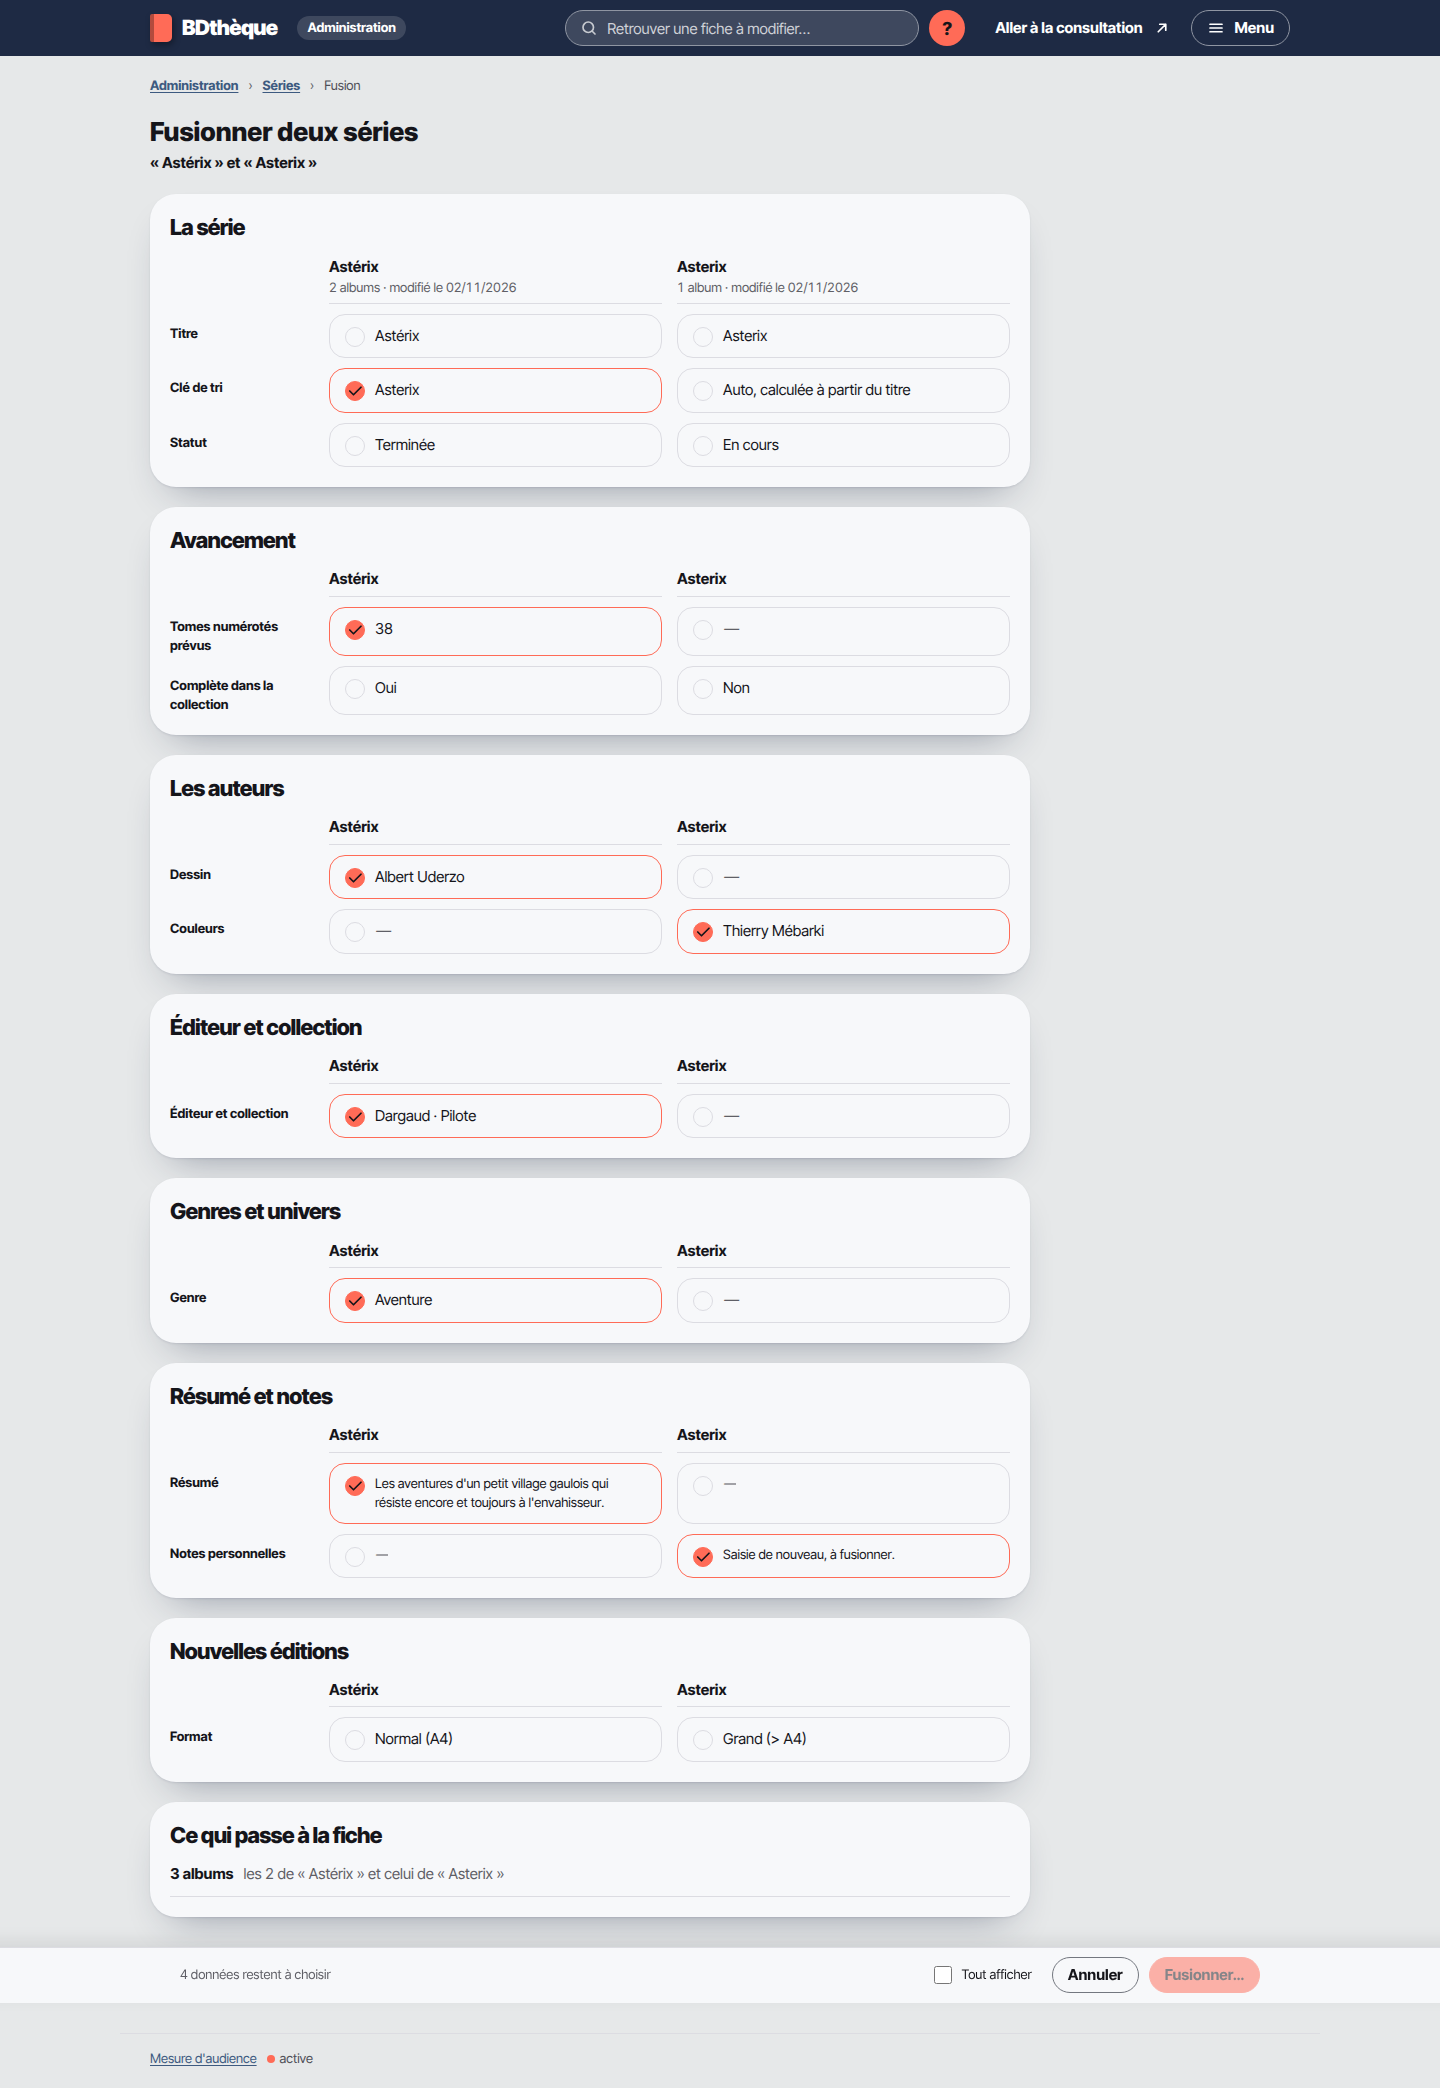 BDthèque Administration Retrouver une fiche à modifier... ? Aller à la consultation Menu
Administration › Séries › Fusion
Fusionner deux séries
« Astérix » et « Asterix »
La série
Astérix Asterix
2 albums · modifié le 02/11/2026 1 album · modifié le 02/11/2026
Titre Astérix Asterix
Clé de tri Asterix Auto, calculée à partir du titre
Statut Terminée En cours
Avancement
Astérix Asterix
Tomes numérotés prévus 38 —
Complète dans la collection Oui Non
Les auteurs
Astérix Asterix
Dessin Albert Uderzo —
Couleurs — Thierry Mébarki
Éditeur et collection
Astérix Asterix
Éditeur et collection Dargaud · Pilote —
Genres et univers
Astérix Asterix
Genre Aventure —
Résumé et notes
Astérix Asterix
Résumé Les aventures d'un petit village gaulois qui —
résiste encore et toujours à l'envahisseur.
Notes personnelles — Saisie de nouveau, à fusionner.
Nouvelles éditions
Astérix Asterix
Format Normal (A4) Grand (> A4)
Ce qui passe à la fiche
3 albums les 2 de « Astérix » et celui de « Asterix »
4 données restent à choisir Tout afficher Annuler Fusionner...
Mesure d'audience active